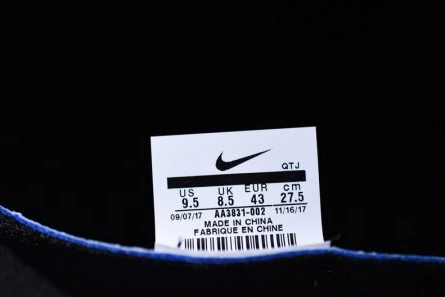 QTJ
US UK EUR cm
9.5 8.5 43 27.5
09/07/17 AA3831-002 11/16/17
MADE IN CHINA
FABRIQUE EN CHINE